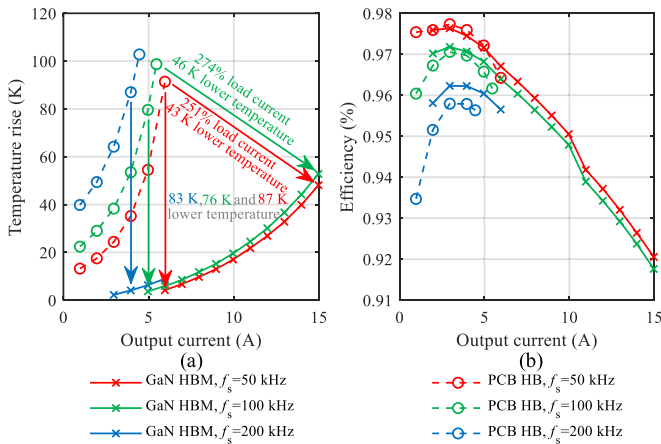 120
100
80
60
40
20
0
0
5
10
15
Temperature rise (K)
Output current (A)
(a)
274% load current
46 K lower temperature
251% load current
43 K lower temperature
83 K, 76 K and 87 K
lower temperature
0.98
0.97
0.96
0.95
0.94
0.93
0.92
0.91
0
5
10
15
Efficiency (%)
Output current (A)
(b)
GaN HBM, fs=50 kHz
GaN HBM, fs=100 kHz
GaN HBM, fs=200 kHz
PCB HB, fs=50 kHz
PCB HB, fs=100 kHz
PCB HB, fs=200 kHz